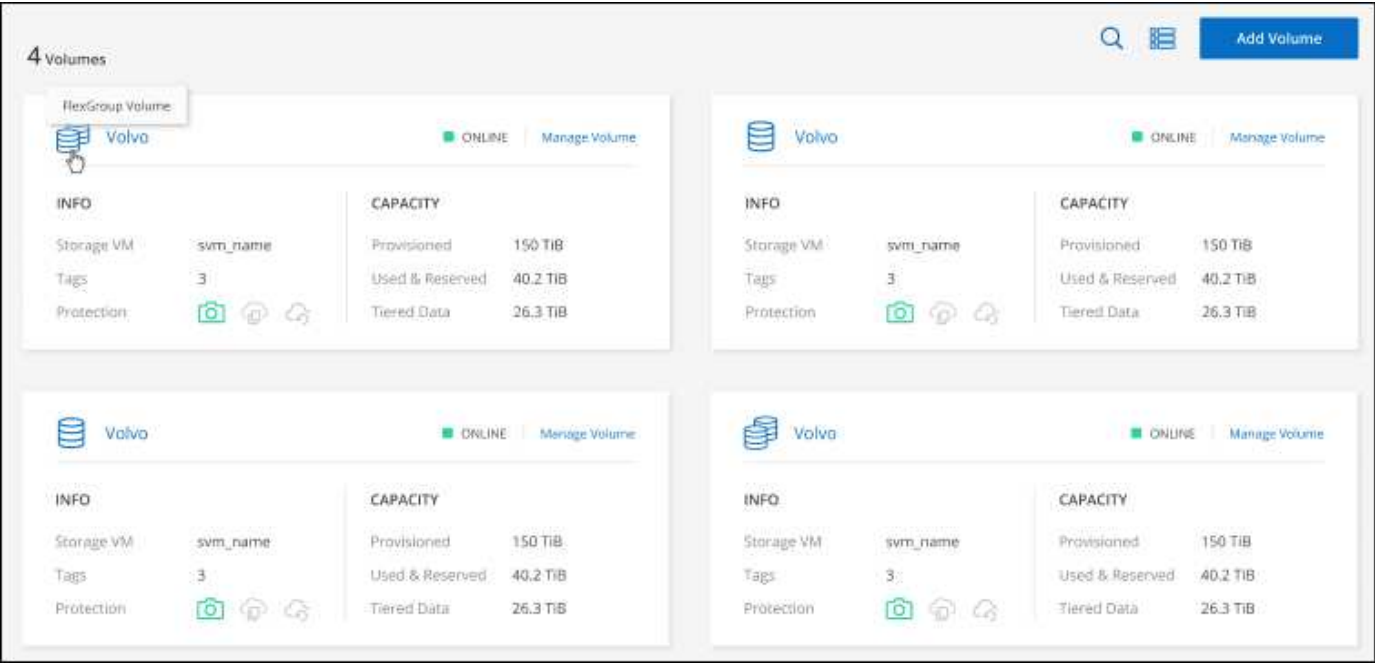 4 Volumes
Add Volume
FlexGroup Volume
Volvo ONLINE Manage Volume
INFO CAPACITY
Storage VM svm_name Provisioned 150 TiB
Tags 3 Used & Reserved 40.2 TiB
Protection Tiered Data 26.3 TiB
Volvo ONLINE Manage Volume
INFO CAPACITY
Storage VM svm_name Provisioned 150 TiB
Tags 3 Used & Reserved 40.2 TiB
Protection Tiered Data 26.3 TiB
Volvo ONLINE Manage Volume
INFO CAPACITY
Storage VM svm_name Provisioned 150 TiB
Tags 3 Used & Reserved 40.2 TiB
Protection Tiered Data 26.3 TiB
Volvo ONLINE Manage Volume
INFO CAPACITY
Storage VM svm_name Provisioned 150 TiB
Tags 3 Used & Reserved 40.2 TiB
Protection Tiered Data 26.3 TiB